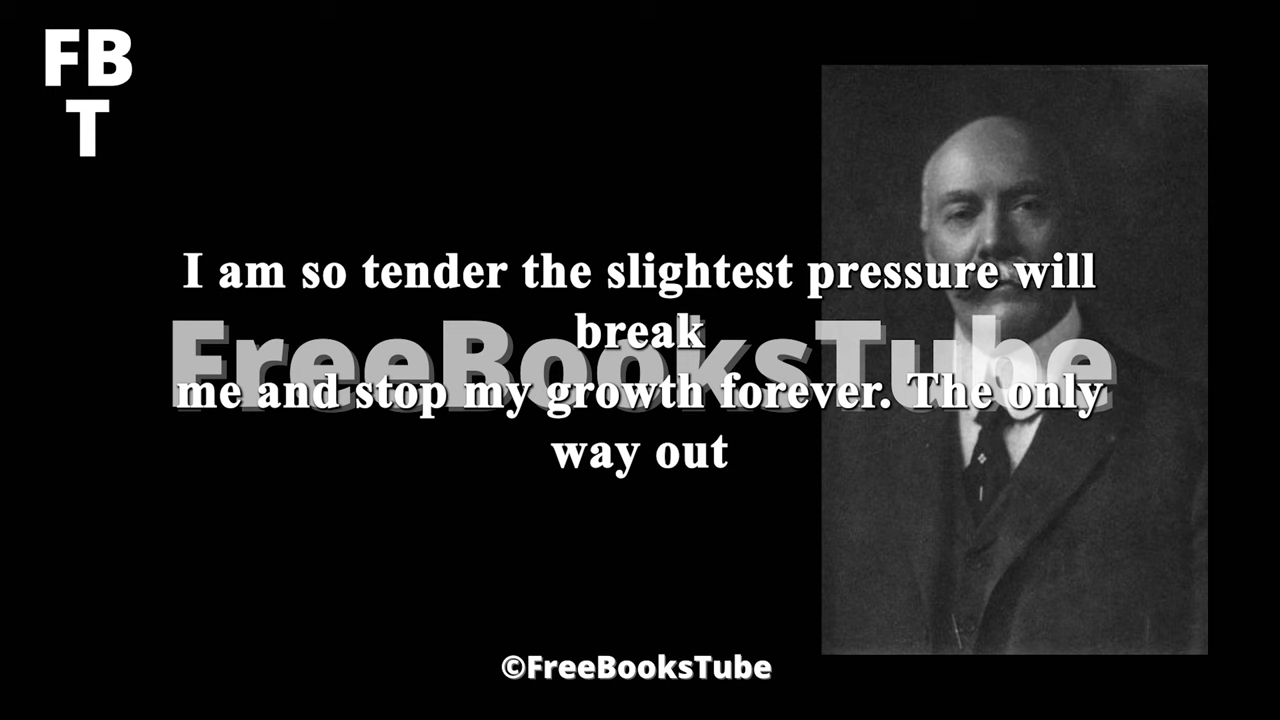 FB
T
I am so tender the slightest pressure will
break
FreeBooksTube
me and stop my growth forever. The only
way out
©FreeBooksTube